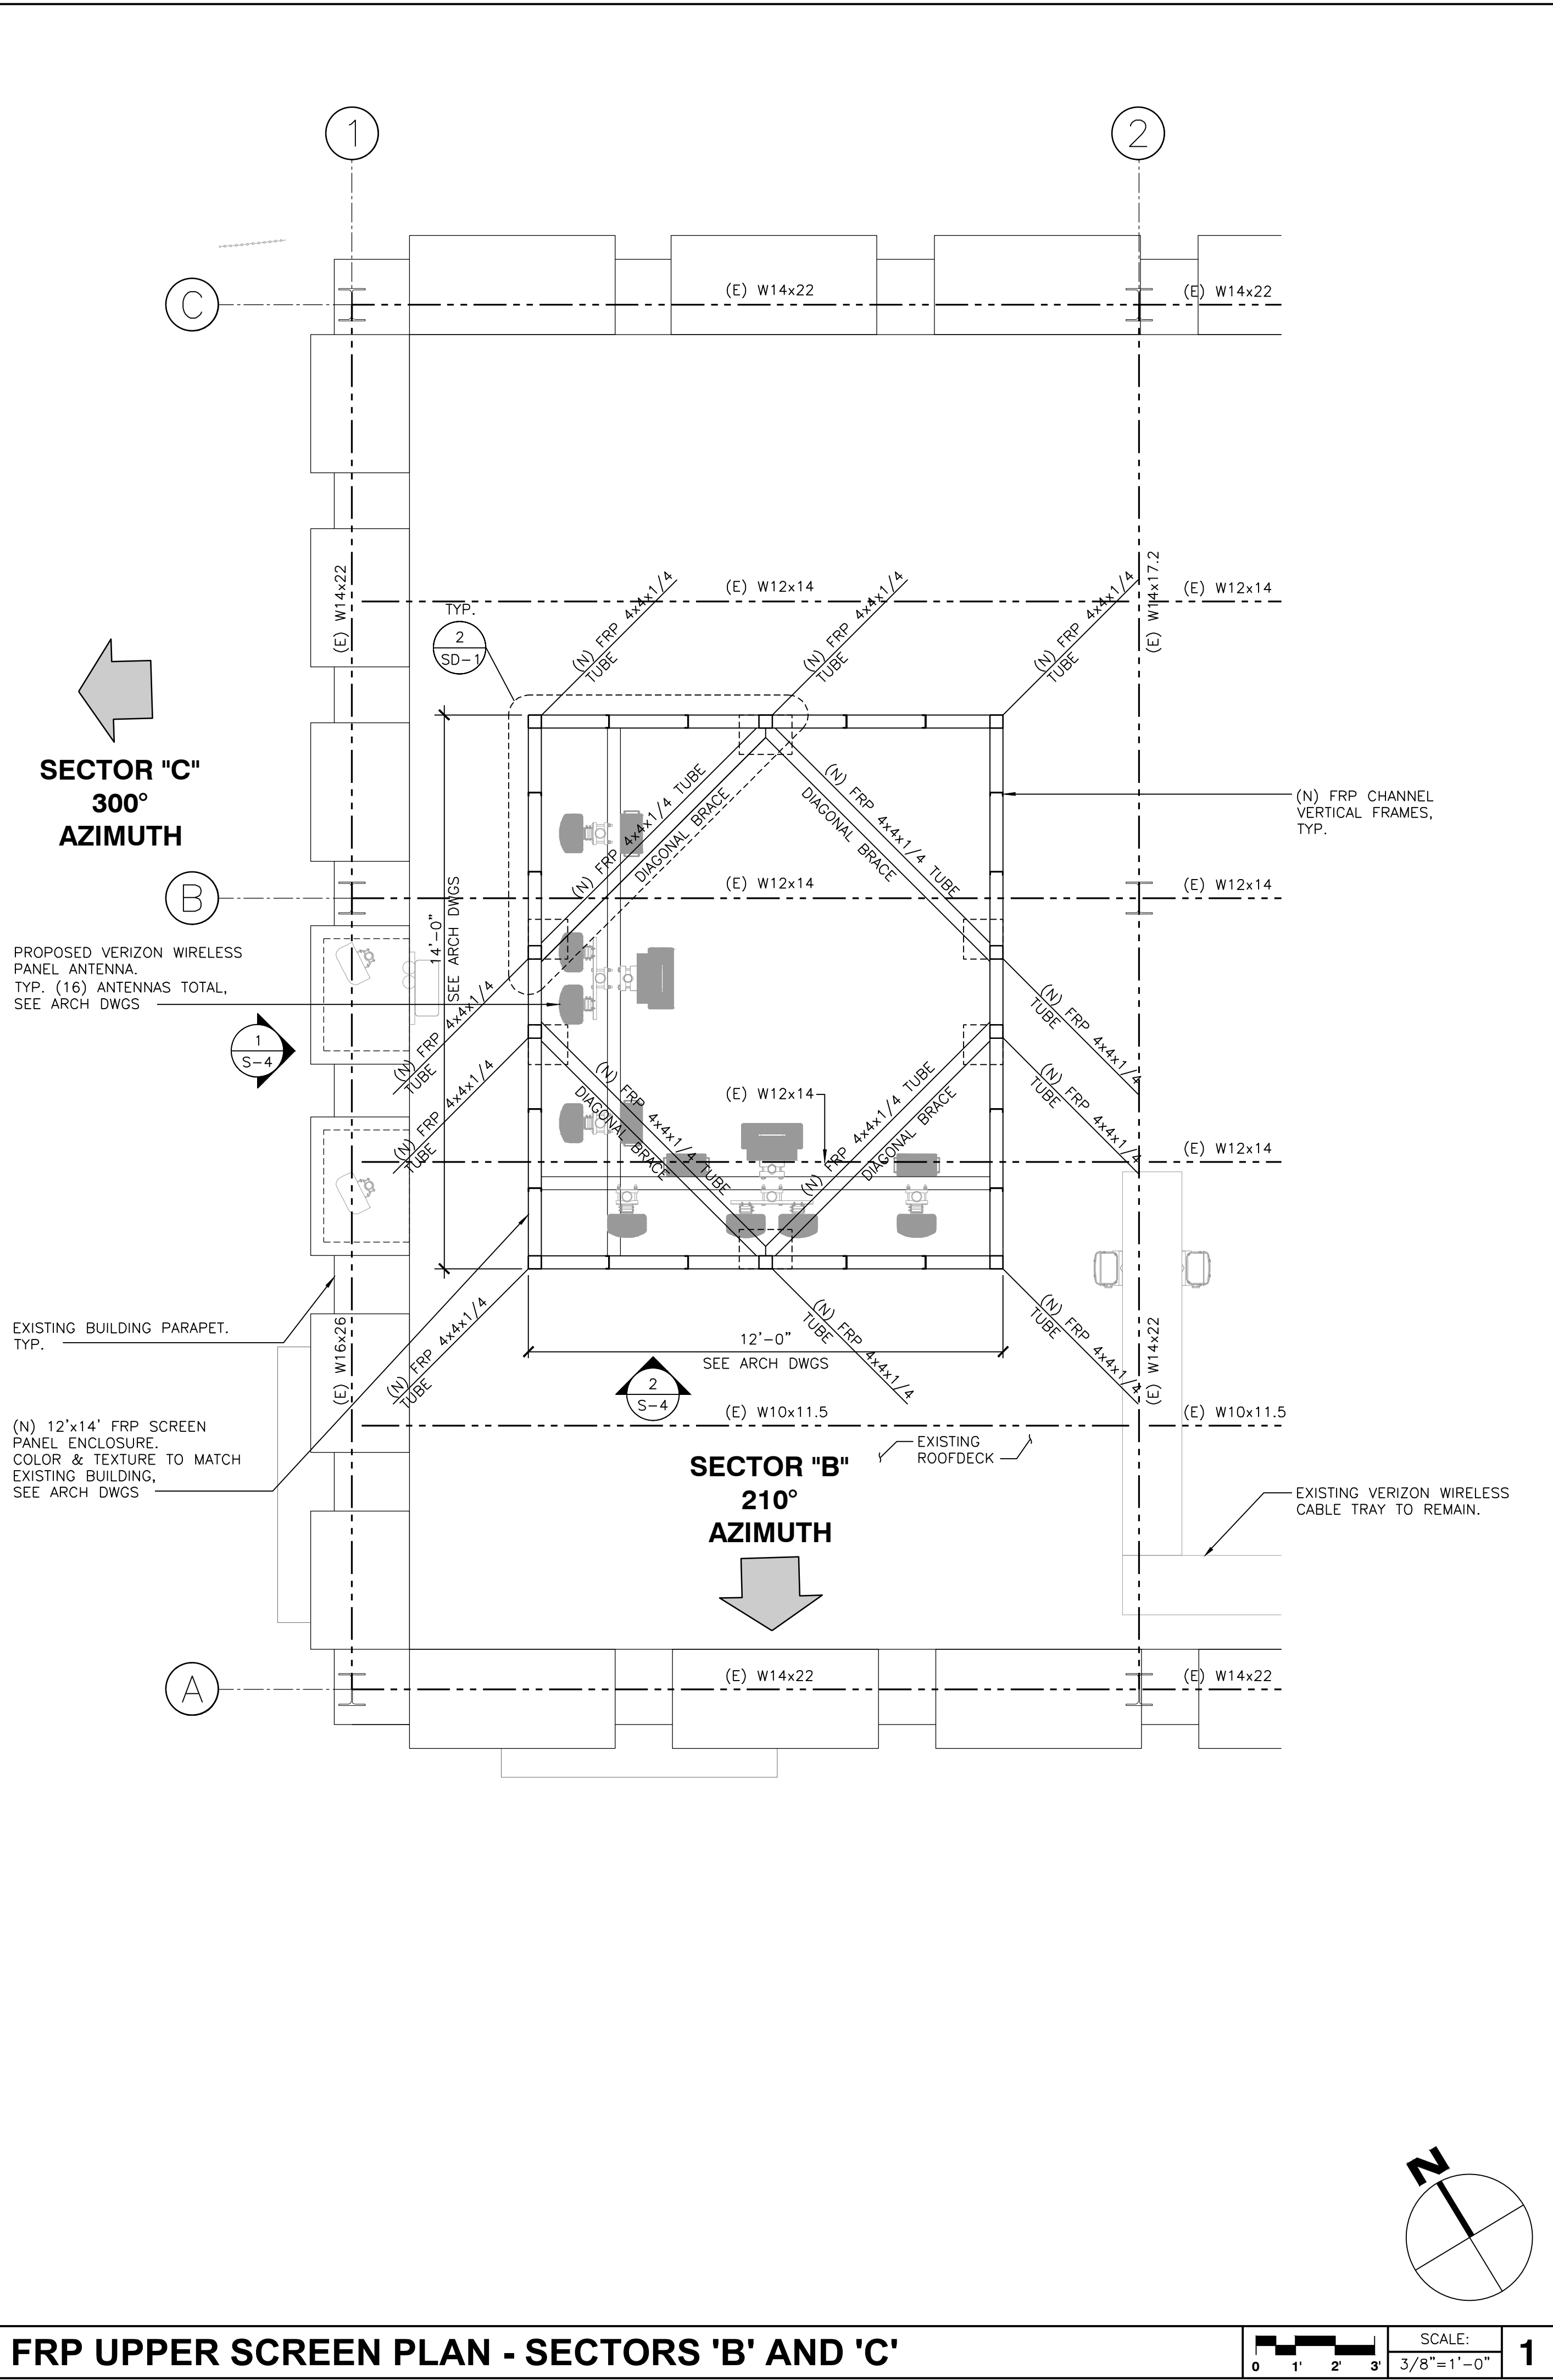 1
2
C
(E) W14x22
(E) W14x22
(E) W14x22
(E) W14x17.2
(E) W12x14
(E) W12x14
TYP.
2
SD-1
(N) FRP 4x4x1/4
TUBE
(N) FRP 4x4x1/4
TUBE
(N) FRP 4x4x1/4
TUBE
SECTOR "C"
300°
AZIMUTH
(N) FRP 4x4x1/4 TUBE
DIAGONAL BRACE
(N) FRP 4x4x1/4 TUBE
DIAGONAL BRACE
(N) FRP CHANNEL
VERTICAL FRAMES,
TYP.
B
(E) W12x14
(E) W12x14
14'-0"
SEE ARCH DWGS
PROPOSED VERIZON WIRELESS
PANEL ANTENNA.
TYP. (16) ANTENNAS TOTAL,
SEE ARCH DWGS
1
S-4
(N) FRP 4x4x1/4
TUBE
(N) FRP 4x4x1/4
TUBE
(N) FRP 4x4x1/4
TUBE
(N) FRP 4x4x1/4
TUBE
(N) FRP 4x4x1/4 TUBE
DIAGONAL BRACE
(E) W12x14
(N) FRP 4x4x1/4 TUBE
DIAGONAL BRACE
(E) W12x14
EXISTING BUILDING PARAPET.
TYP.
(E) W16x26
(N) FRP 4x4x1/4
TUBE
12'-0"
SEE ARCH DWGS
(N) FRP 4x4x1/4
TUBE
(N) FRP 4x4x1/4
TUBE
(E) W14x22
2
S-4
(E) W10x11.5
(E) W10x11.5
(N) 12'x14' FRP SCREEN
PANEL ENCLOSURE.
COLOR & TEXTURE TO MATCH
EXISTING BUILDING,
SEE ARCH DWGS
EXISTING
ROOFDECK
SECTOR "B"
210°
AZIMUTH
EXISTING VERIZON WIRELESS
CABLE TRAY TO REMAIN.
A
(E) W14x22
(E) W14x22
N
FRP UPPER SCREEN PLAN - SECTORS 'B' AND 'C'
0 1' 2' 3'
SCALE:
3/8"=1'-0"
1